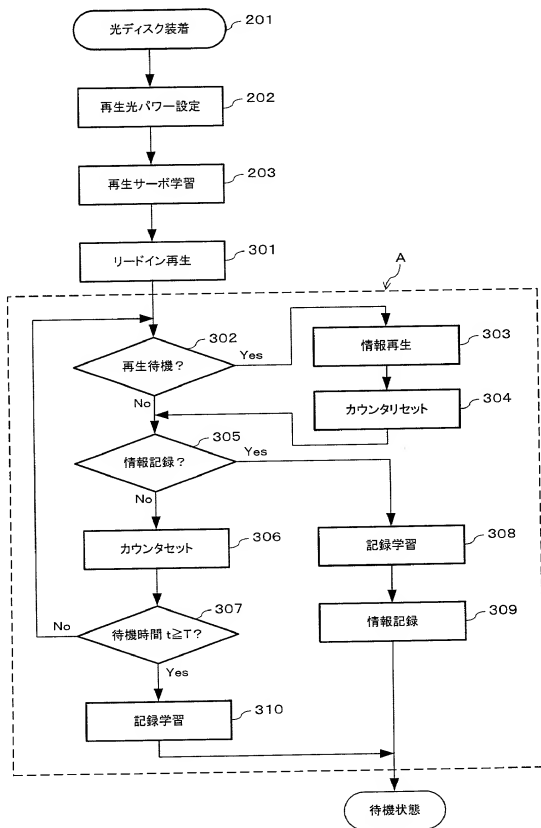 光ディスク装着
201
再生光パワー設定
202
再生サーボ学習
203
リードイン再生
301
A
再生待機？
302
Yes
No
情報再生
303
カウンタリセット
304
情報記録？
305
Yes
No
カウンタセット
306
記録学習
308
待機時間 t≧T？
307
No
Yes
情報記録
309
記録学習
310
待機状態